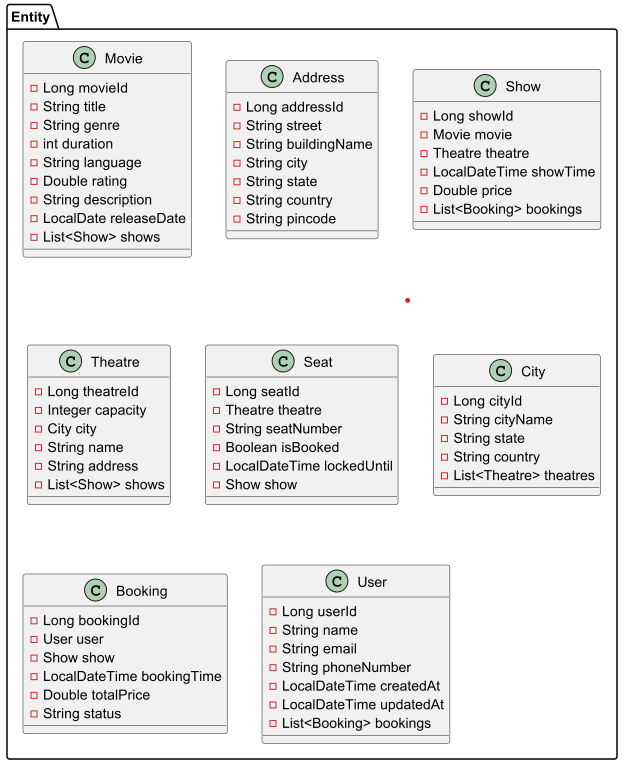 Entity
C Movie
Long movieId
String title
String genre
int duration
String language
Double rating
String description
LocalDate releaseDate
List<Show> shows
C Address
Long addressId
String street
String buildingName
String city
String state
String country
String pincode
C Show
Long showId
Movie movie
Theatre theatre
LocalDateTime showTime
Double price
List<Booking> bookings
C Theatre
Long theatreId
Integer capacity
City city
String name
String address
List<Show> shows
C Seat
Long seatId
Theatre theatre
String seatNumber
Boolean isBooked
LocalDateTime lockedUntil
Show show
C City
Long cityId
String cityName
String state
String country
List<Theatre> theatres
C Booking
Long bookingId
User user
Show show
LocalDateTime bookingTime
Double totalPrice
String status
C User
Long userId
String name
String email
String phoneNumber
LocalDateTime createdAt
LocalDateTime updatedAt
List<Booking> bookings